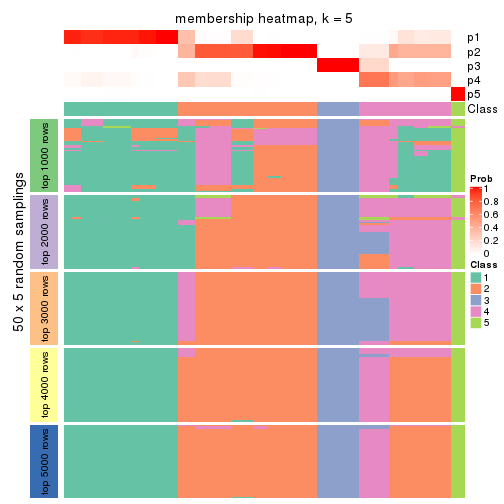 membership heatmap, k = 5
p1
p2
p3
p4
p5
Class
50 x 5 random samplings
top 1000 rows
top 2000 rows
top 3000 rows
top 4000 rows
top 5000 rows
Prob
1
0.8
0.6
0.4
0.2
0
Class
1
2
3
4
5